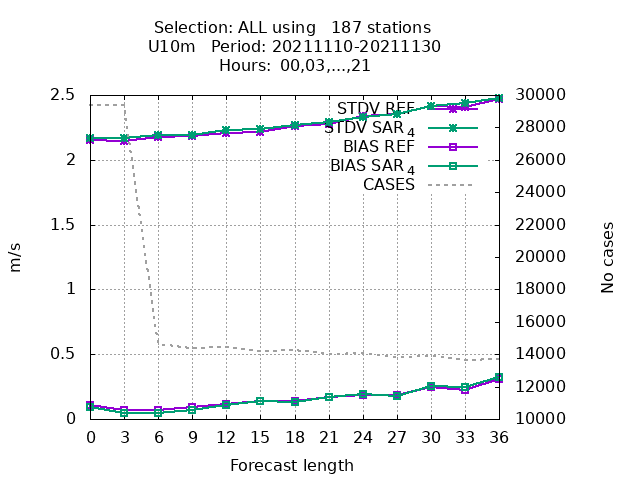 Selection: ALL using   187 stations
U10m   Period: 20211110-20211130
Hours:  00,03,...,21
2.5
2
1.5
1
0.5
0
m/s
STDV REF
STDV SAR4
BIAS REF
BIAS SAR4
CASES
30000
28000
26000
24000
22000
20000
18000
16000
14000
12000
10000
No cases
0 3 6 9 12 15 18 21 24 27 30 33 36
Forecast length